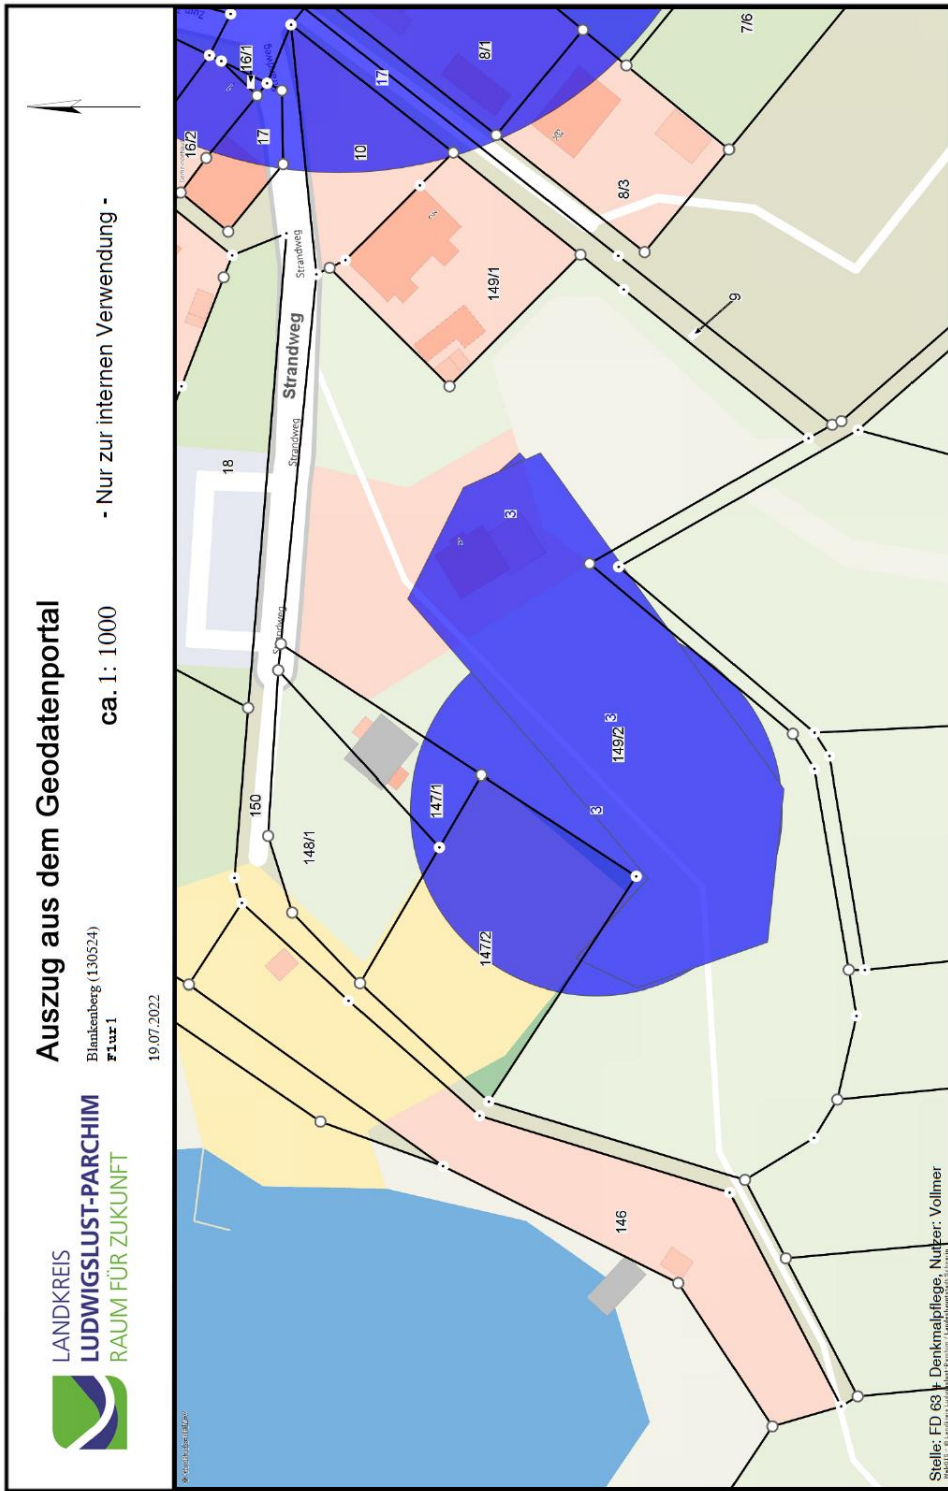 LANDKREIS
LUDWIGSLUST-PARCHIM
RAUM FÜR ZUKUNFT
Auszug aus dem Geodatenportal
Blankenberg (130524)
Flur1
19.07.2022
ca. 1: 1000
- Nur zur internen Verwendung -
146
147/2
148/1
147/1
150
149/2
3
3
3
18
Strandweg
Strandweg
Strandweg
Strandweg
149/1
9
8/3
8/1
7/6
10
17
17
16/1
16/2
Stelle: FD 63 + Denkmalpflege, Nutzer: Vollmer